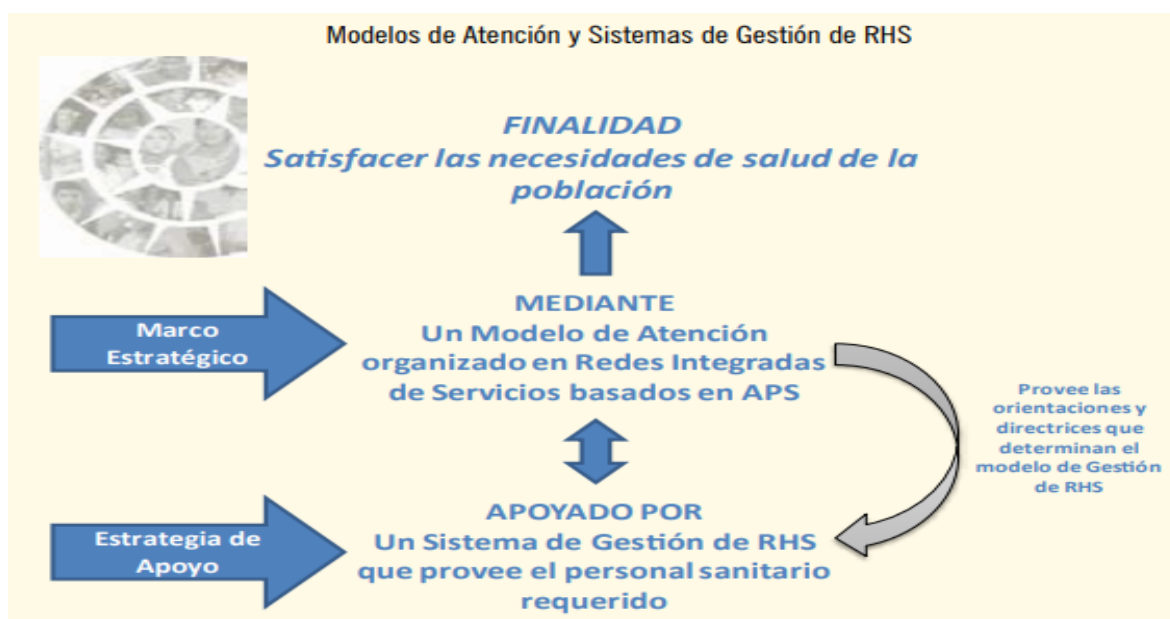 Modelos de Atención y Sistemas de Gestión de RHS
FINALIDAD
Satisfacer las necesidades de salud de la
población
Marco
Estratégico
MEDIANTE
Un Modelo de Atención
organizado en Redes Integradas
de Servicios basados en APS
Provee las
orientaciones y
directrices que
determinan el
modelo de Gestión
de RHS
Estrategia de
Apoyo
APOYADO POR
Un Sistema de Gestión de RHS
que provee el personal sanitario
requerido